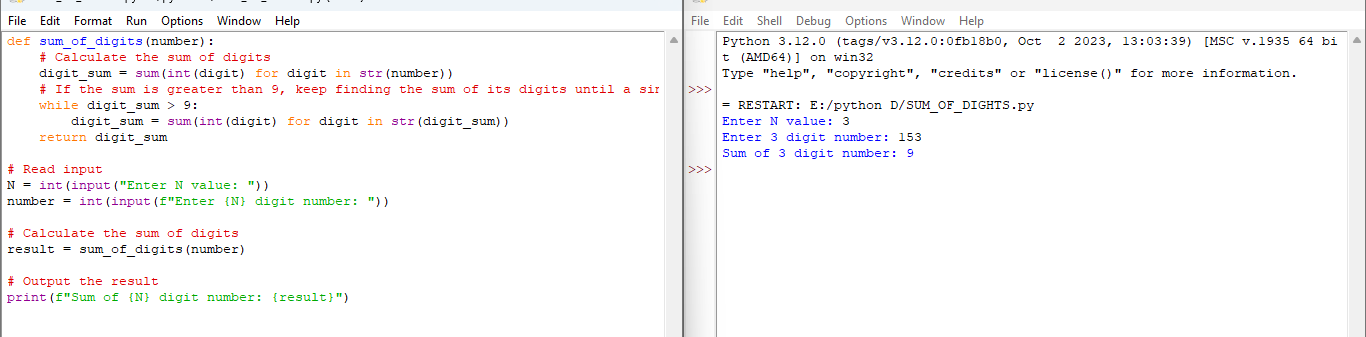 File Edit Format Run Options Window Help
def sum_of_digits(number):
    # Calculate the sum of digits
    digit_sum = sum(int(digit) for digit in str(number))
    # If the sum is greater than 9, keep finding the sum of its digits until a sin
    while digit_sum > 9:
        digit_sum = sum(int(digit) for digit in str(digit_sum))
    return digit_sum
# Read input
N = int(input("Enter N value: "))
number = int(input(f"Enter {N} digit number: "))
# Calculate the sum of digits
result = sum_of_digits(number)
# Output the result
print(f"Sum of {N} digit number: {result}")
File Edit Shell Debug Options Window Help
Python 3.12.0 (tags/v3.12.0:0fb18b0, Oct  2 2023, 13:03:39) [MSC v.1935 64 bi
t (AMD64)] on win32
Type "help", "copyright", "credits" or "license()" for more information.
>>>
= RESTART: E:/python D/SUM_OF_DIGHTS.py
Enter N value: 3
Enter 3 digit number: 153
Sum of 3 digit number: 9
>>>